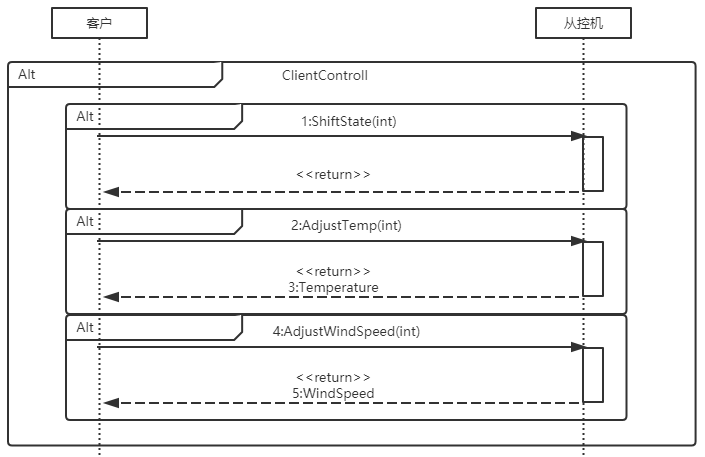 客户
从控机
Alt
ClientControll
Alt
1:ShiftState(int)
<<return>>
Alt
2:AdjustTemp(int)
<<return>>
3:Temperature
Alt
4:AdjustWindSpeed(int)
<<return>>
5:WindSpeed